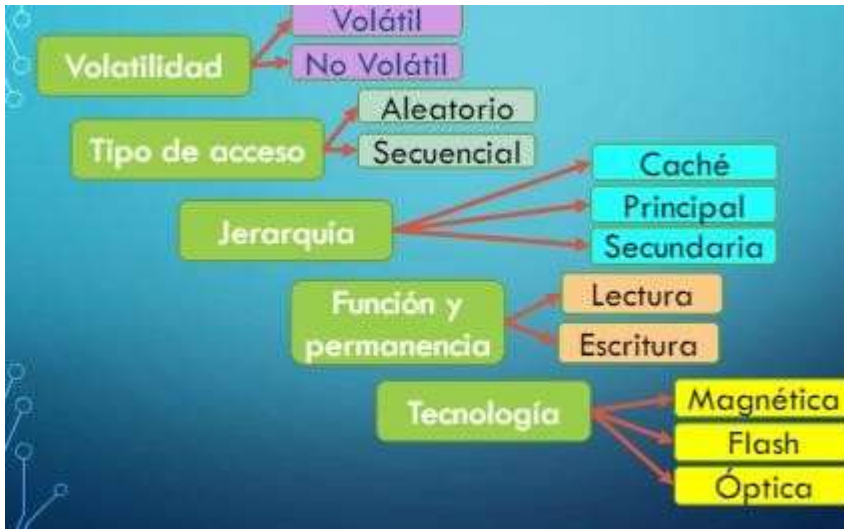 Volátil
Volatilidad
No Volátil
Aleatorio
Tipo de acceso
Secuencial
Caché
Jerarquía
Principal
Secundaria
Función y
permanencia
Lectura
Escritura
Tecnología
Magnética
Flash
Óptica